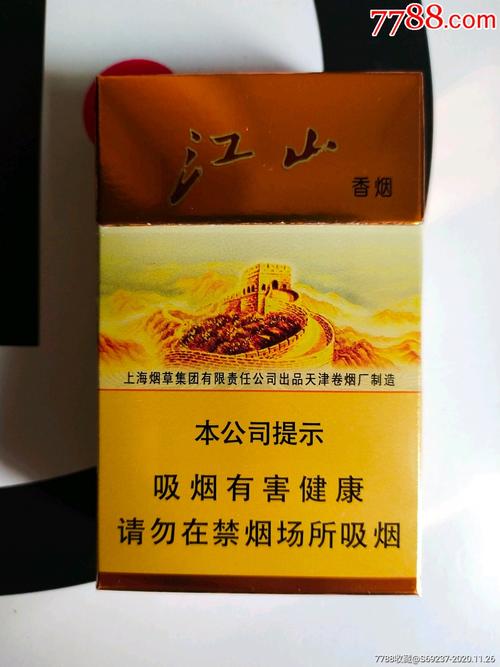 7788.com
江山
香烟
上海烟草集团有限责任公司出品天津卷烟厂制造
本公司提示
吸烟有害健康
请勿在禁烟场所吸烟
7788收藏@S69237-2020.11.26